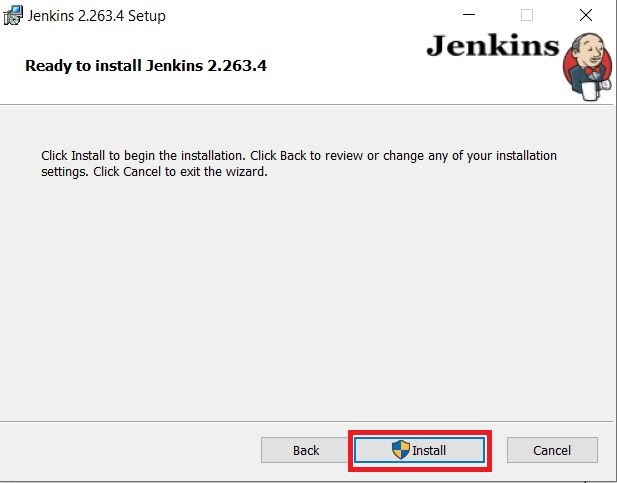 Jenkins 2.263.4 Setup
Jenkins
Ready to install Jenkins 2.263.4
Click Install to begin the installation. Click Back to review or change any of your installation
settings. Click Cancel to exit the wizard.
Back
Install
Cancel